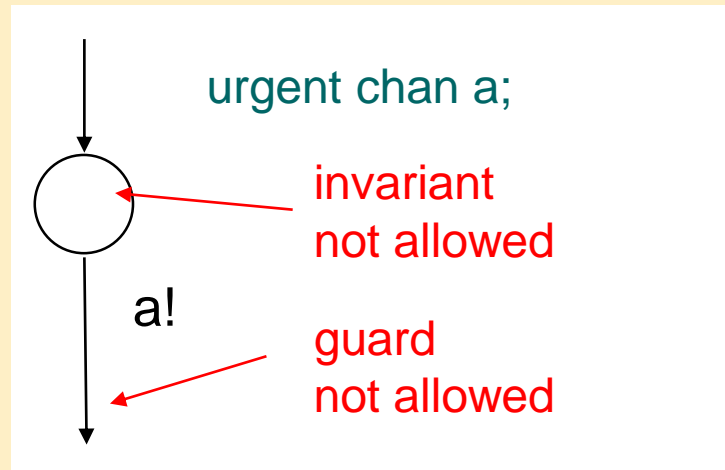 urgent chan a;
invariant
not allowed
a!
guard
not allowed